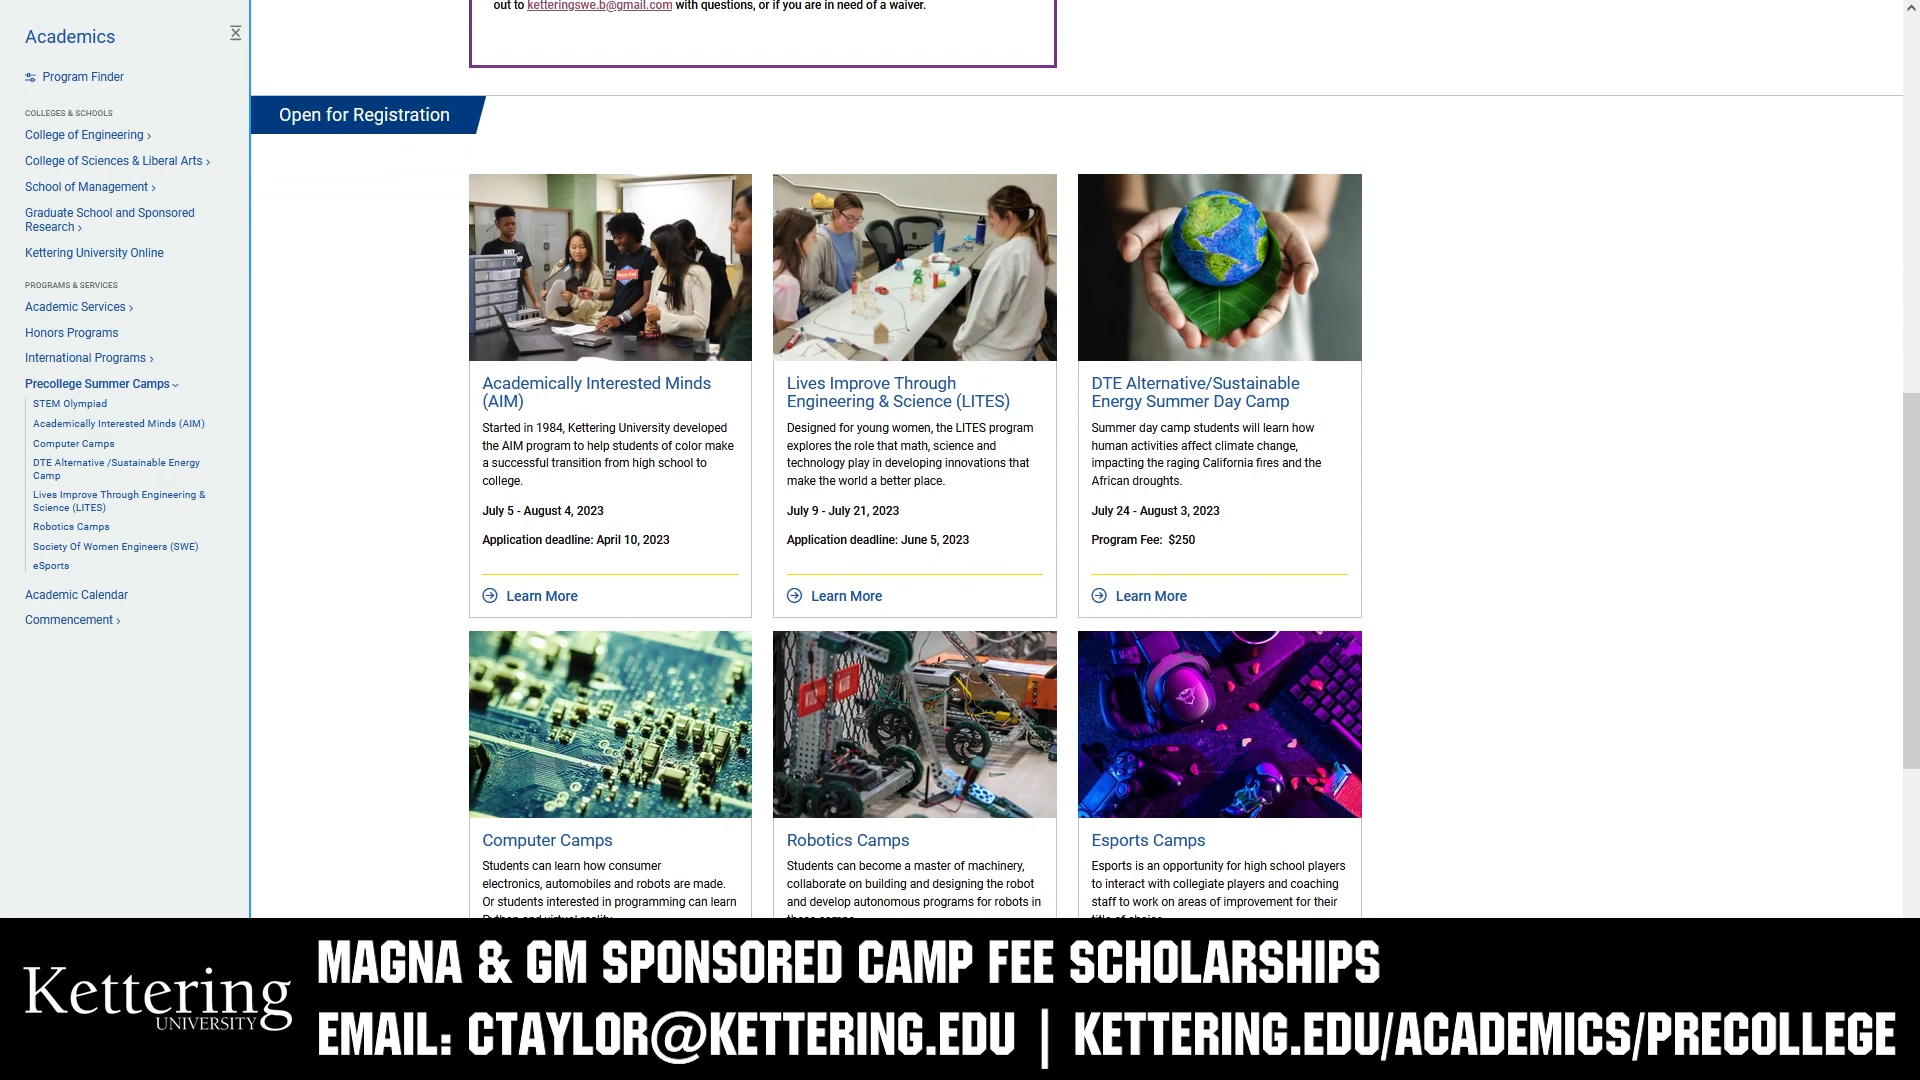 out to ketteringswe.b@gmail.com with questions, or if you are in need of a waiver.
Academics
Program Finder
COLLEGES & SCHOOLS
College of Engineering
College of Sciences & Liberal Arts
School of Management
Graduate School and Sponsored
Research
Kettering University Online
PROGRAMS & SERVICES
Academic Services
Honors Programs
International Programs
Precollege Summer Camps
STEM Olympiad
Academically Interested Minds (AIM)
Computer Camps
DTE Alternative /Sustainable Energy
Camp
Lives Improve Through Engineering &
Science (LITES)
Robotics Camps
Society Of Women Engineers (SWE)
eSports
Academic Calendar
Commencement
Open for Registration
Academically Interested Minds
(AIM)
Started in 1984, Kettering University developed
the AIM program to help students of color make
a successful transition from high school to
college.
July 5 - August 4, 2023
Application deadline: April 10, 2023
Learn More
Lives Improve Through
Engineering & Science (LITES)
Designed for young women, the LITES program
explores the role that math, science and
technology play in developing innovations that
make the world a better place.
July 9 - July 21, 2023
Application deadline: June 5, 2023
Learn More
DTE Alternative/Sustainable
Energy Summer Day Camp
Summer day camp students will learn how
human activities affect climate change,
impacting the raging California fires and the
African droughts.
July 24 - August 3, 2023
Program Fee: $250
Learn More
Computer Camps
Students can learn how consumer
electronics, automobiles and robots are made.
Or students interested in programming can learn
Python and virtual reality
KUB
Robotics Camps
Students can become a master of machinery,
collaborate on building and designing the robot
and develop autonomous programs for robots in
these camps.
Esports Camps
Esports is an opportunity for high school players
to interact with collegiate players and coaching
staff to work on areas of improvement for their
title of choice.
Kettering
UNIVERSITY
MAGNA & GM SPONSORED CAMP FEE SCHOLARSHIPS
EMAIL: CTAYLOR@KETTERING.EDU | KETTERING.EDU/ACADEMICS/PRECOLLEGE